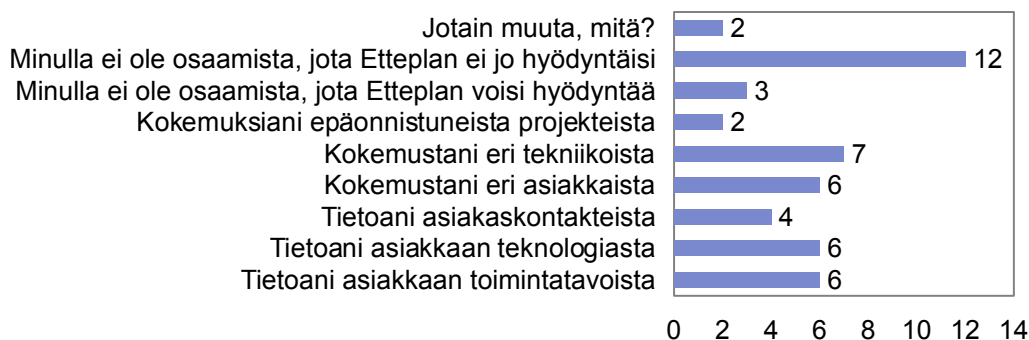 Jotain muuta, mitä? 2
Minulla ei ole osaamista, jota Etteplan ei jo hyödyntäisi 12
Minulla ei ole osaamista, jota Etteplan voisi hyödyntää 3
Kokemuksiani epäonnistuneista projekteista 2
Kokemustani eri tekniikoista 7
Kokemustani eri asiakkaista 6
Tietoani asiakaskontakteista 4
Tietoani asiakkaan teknologiasta 6
Tietoani asiakkaan toimintatavoista 6
0 2 4 6 8 10 12 14